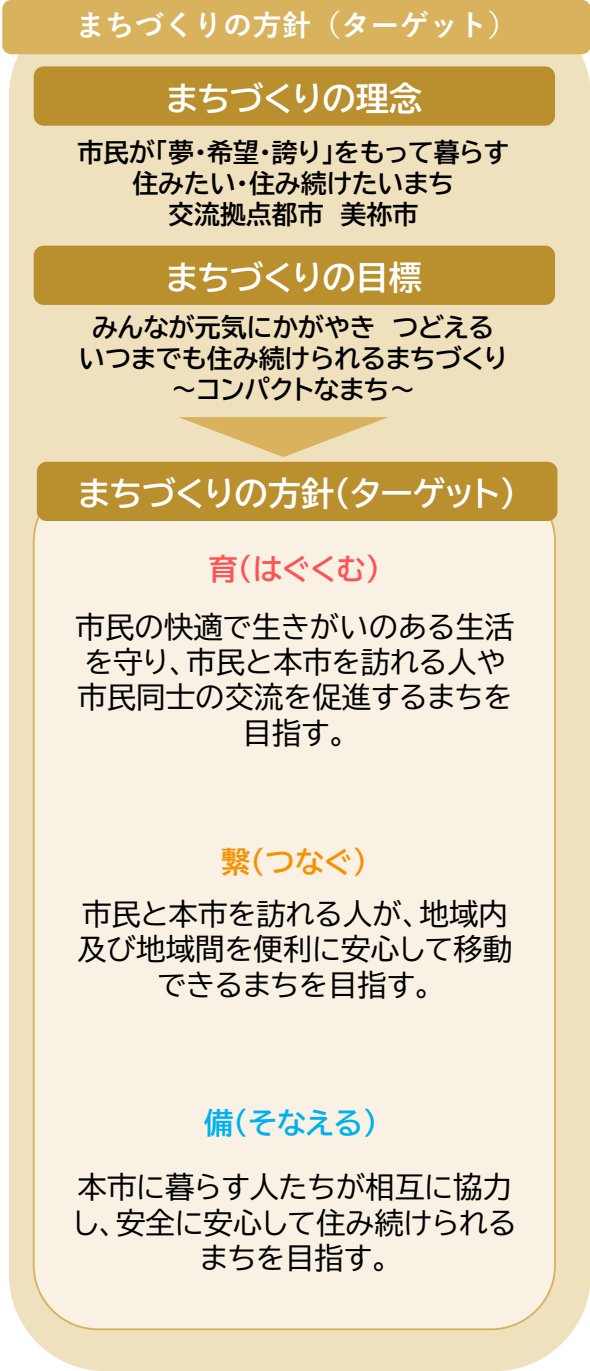 まちづくりの方針（ターゲット）
まちづくりの理念
市民が「夢・希望・誇り」をもって暮らす
住みたい・住み続けたいまち
交流拠点都市　美祢市
まちづくりの目標
みんなが元気にかがやき　つどえる
いつまでも住み続けられるまちづくり
～コンパクトなまち～
まちづくりの方針（ターゲット）
育（はぐくむ）
市民の快適で生きがいのある生活
を守り、市民と本市を訪れる人や
市民同士の交流を促進するまちを
目指す。
繋（つなぐ）
市民と本市を訪れる人が、地域内
及び地域間を便利に安心して移動
できるまちを目指す。
備（そなえる）
本市に暮らす人たちが相互に協力
し、安全に安心して住み続けられる
まちを目指す。